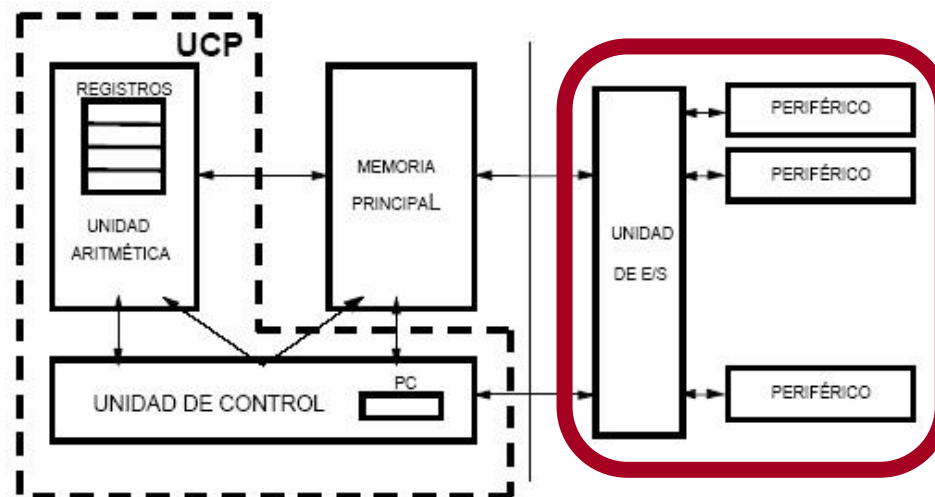 UCP
REGISTROS
UNIDAD
ARITMÉTICA
MEMORIA
PRINCIPAL
UNIDAD DE CONTROL
PC
UNIDAD
DE E/S
PERIFÉRICO
PERIFÉRICO
PERIFÉRICO